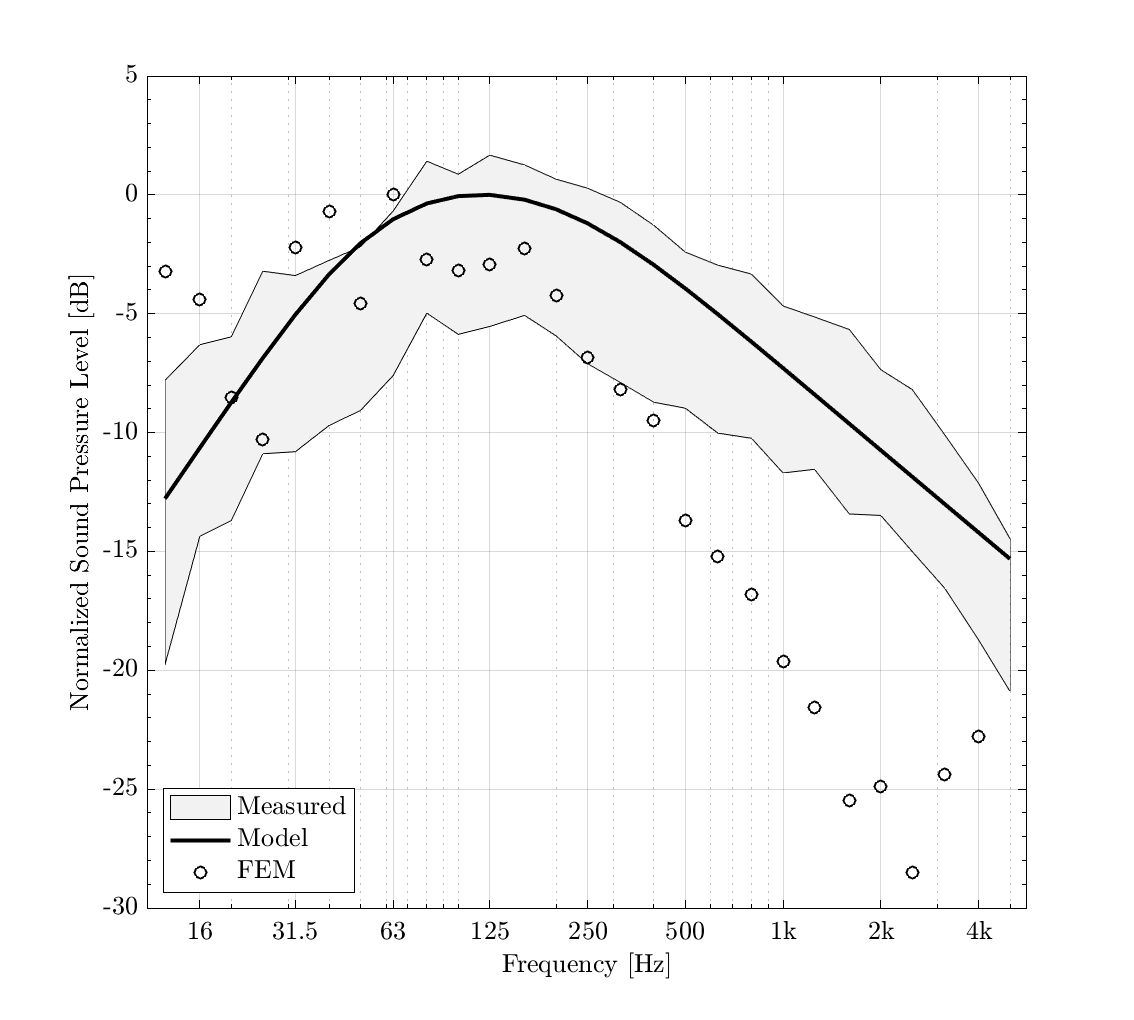 5
0
-5
-10
-15
-20
-25
-30
Normalized Sound Pressure Level [dB]
Measured
Model
FEM
16 31.5 63 125 250 500 1k 2k 4k
Frequency [Hz]